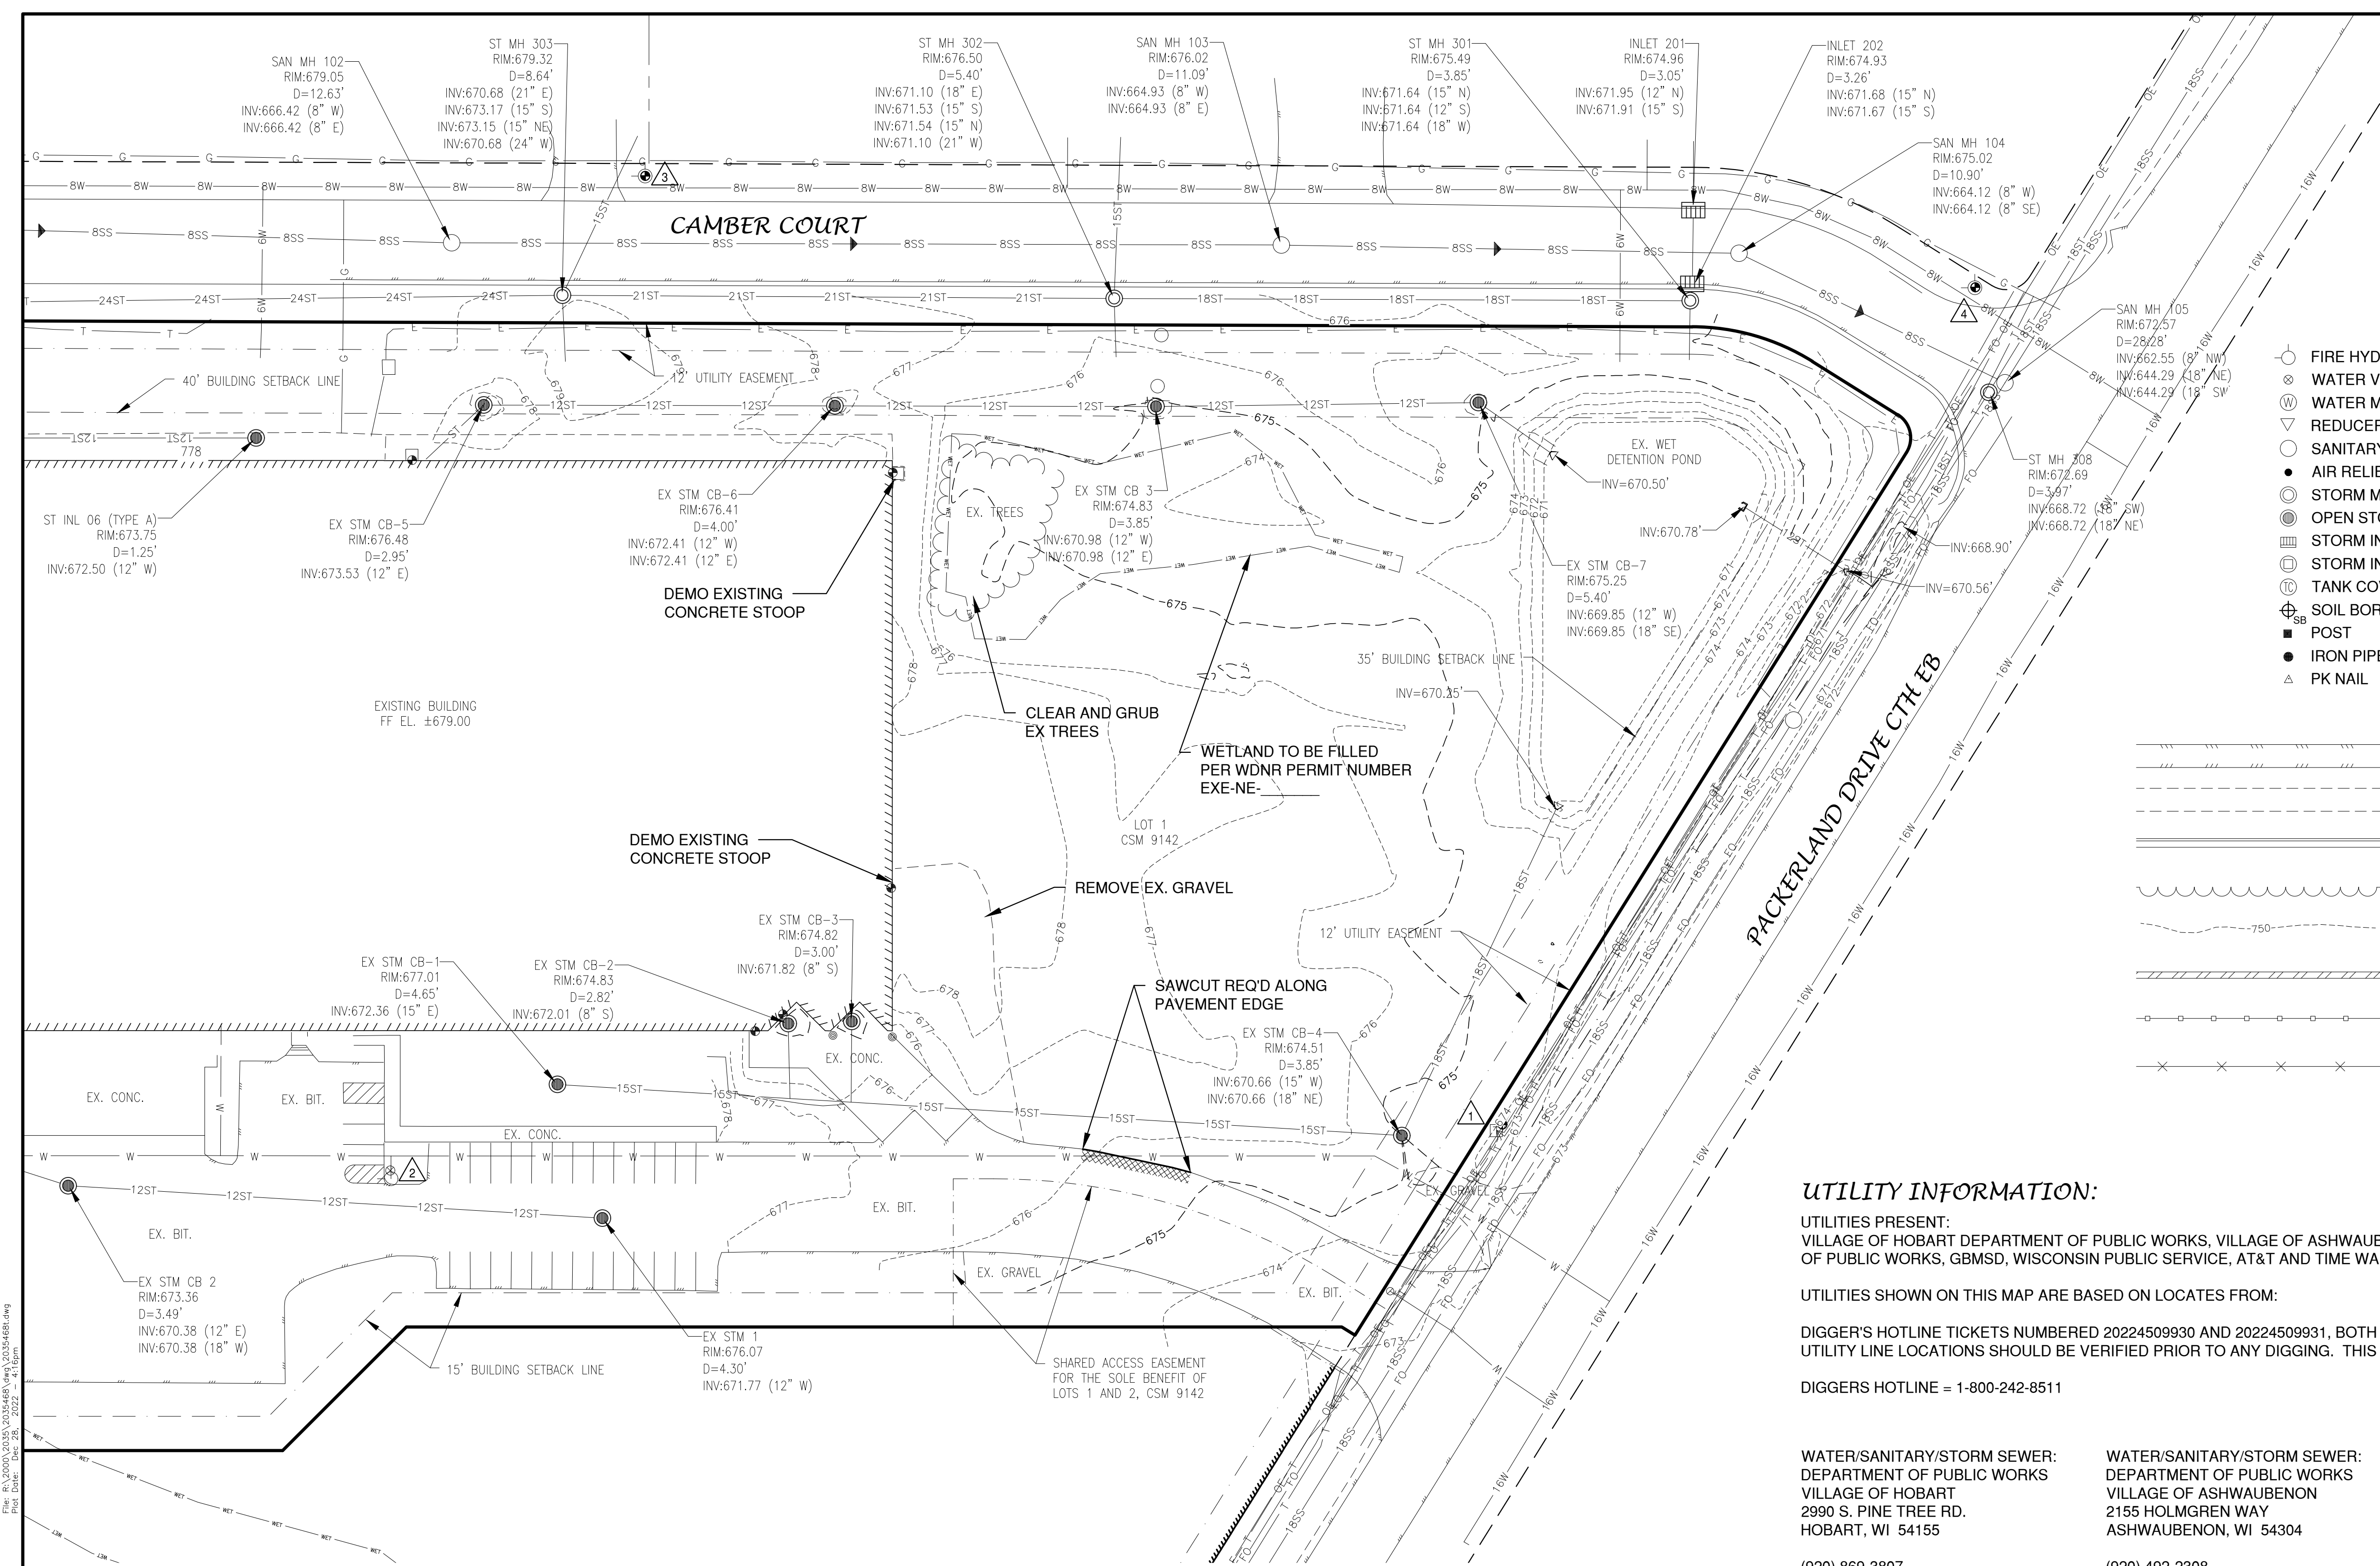 SAN MH 102
RIM:679.05
D=12.63'
INV:666.42 (8" W)
INV:666.42 (8" E)
ST MH 303
RIM:679.32
D=8.64'
INV:670.68 (21" E)
INV:673.17 (15" S)
INV:673.15 (15" NE)
INV:670.68 (24" W)
ST MH 302
RIM:676.50
D=5.40'
INV:671.10 (18" E)
INV:671.53 (15" S)
INV:671.54 (15" N)
INV:671.10 (21" W)
SAN MH 103
RIM:676.02
D=11.09'
INV:664.93 (8" W)
INV:664.93 (8" E)
ST MH 301
RIM:675.49
D=3.85'
INV:671.64 (15" N)
INV:671.64 (12" S)
INV:671.64 (18" W)
INLET 201
RIM:674.96
D=3.05'
INV:671.95 (12" N)
INV:671.91 (15" S)
INLET 202
RIM:674.93
D=3.26'
INV:671.68 (15" N)
INV:671.67 (15" S)
SAN MH 104
RIM:675.02
D=10.90'
INV:664.12 (8" W)
INV:664.12 (8" SE)
CAMBER COURT
SAN MH 105
RIM:672.57
D=28.28'
INV:662.55 (8" NW)
INV:644.29 (18" NE)
INV:644.29 (18" SW
40' BUILDING SETBACK LINE
12' UTILITY EASEMENT
778
ST INL 06 (TYPE A)
RIM:673.75
D=1.25'
INV:672.50 (12" W)
EX STM CB-5
RIM:676.48
D=2.95'
INV:673.53 (12" E)
EX STM CB-6
RIM:676.41
D=4.00'
INV:672.41 (12" W)
INV:672.41 (12" E)
DEMO EXISTING
CONCRETE STOOP
EX. TREES
EX STM CB 3
RIM:674.83
D=3.85'
INV:670.98 (12" W)
INV:670.98 (12" E)
EX. WET
DETENTION POND
INV=670.50'
INV:670.78'
EX STM CB-7
RIM:675.25
D=5.40'
INV:669.85 (12" W)
INV:669.85 (18" SE)
ST MH 308
RIM:672.69
D=3.97'
INV:668.72 (18" SW)
INV:668.72 (18" NE)
INV:668.90'
INV=670.56'
FIRE HYD
WATER V
WATER M
REDUCER
SANITARY
AIR RELIE
STORM M
OPEN STO
STORM IN
STORM IN
TC TANK CO
SOIL BOR
SB
POST
IRON PIPE
PK NAIL
EXISTING BUILDING
FF EL. ±679.00
CLEAR AND GRUB
EX TREES
WETLAND TO BE FILLED
PER WDNR PERMIT NUMBER
EXE-NE-_______
35' BUILDING SETBACK LINE
INV=670.25'
LOT 1
CSM 9142
PACKERLAND DRIVE CTH EB
DEMO EXISTING
CONCRETE STOOP
REMOVE EX. GRAVEL
12' UTILITY EASEMENT
750
EX STM CB-1
RIM:677.01
D=4.65'
INV:672.36 (15" E)
EX STM CB-2
RIM:674.83
D=2.82'
INV:672.01 (8" S)
EX STM CB-3
RIM:674.82
D=3.00'
INV:671.82 (8" S)
SAWCUT REQ'D ALONG
PAVEMENT EDGE
EX STM CB-4
RIM:674.51
D=3.85'
INV:670.66 (15" W)
INV:670.66 (18" NE)
EX. CONC.
EX. BIT.
EX. CONC.
EX. CONC.
EX. BIT.
EX. BIT.
EX. GRAVEL
EX. GRAVEL
EX. BIT.
EX STM CB 2
RIM:673.36
D=3.49'
INV:670.38 (12" E)
INV:670.38 (18" W)
15' BUILDING SETBACK LINE
EX STM 1
RIM:676.07
D=4.30'
INV:671.77 (12" W)
SHARED ACCESS EASEMENT
FOR THE SOLE BENEFIT OF
LOTS 1 AND 2, CSM 9142
UTILITY INFORMATION:
UTILITIES PRESENT:
VILLAGE OF HOBART DEPARTMENT OF PUBLIC WORKS, VILLAGE OF ASHWAUBE
OF PUBLIC WORKS, GBMSD, WISCONSIN PUBLIC SERVICE, AT&T AND TIME WA
UTILITIES SHOWN ON THIS MAP ARE BASED ON LOCATES FROM:
DIGGER'S HOTLINE TICKETS NUMBERED 20224509930 AND 20224509931, BOTH
UTILITY LINE LOCATIONS SHOULD BE VERIFIED PRIOR TO ANY DIGGING. THIS
DIGGERS HOTLINE = 1-800-242-8511
WATER/SANITARY/STORM SEWER:
DEPARTMENT OF PUBLIC WORKS
VILLAGE OF HOBART
2990 S. PINE TREE RD.
HOBART, WI 54155
(920) 869-3807
WATER/SANITARY/STORM SEWER:
DEPARTMENT OF PUBLIC WORKS
VILLAGE OF ASHWAUBENON
2155 HOLMGREN WAY
ASHWAUBENON, WI 54304
(920) 492-2308
File: R:\2000\2035\2035468\dwg\2035468t.dwg
Plot Date: Dec 28, 2022 - 4:16pm